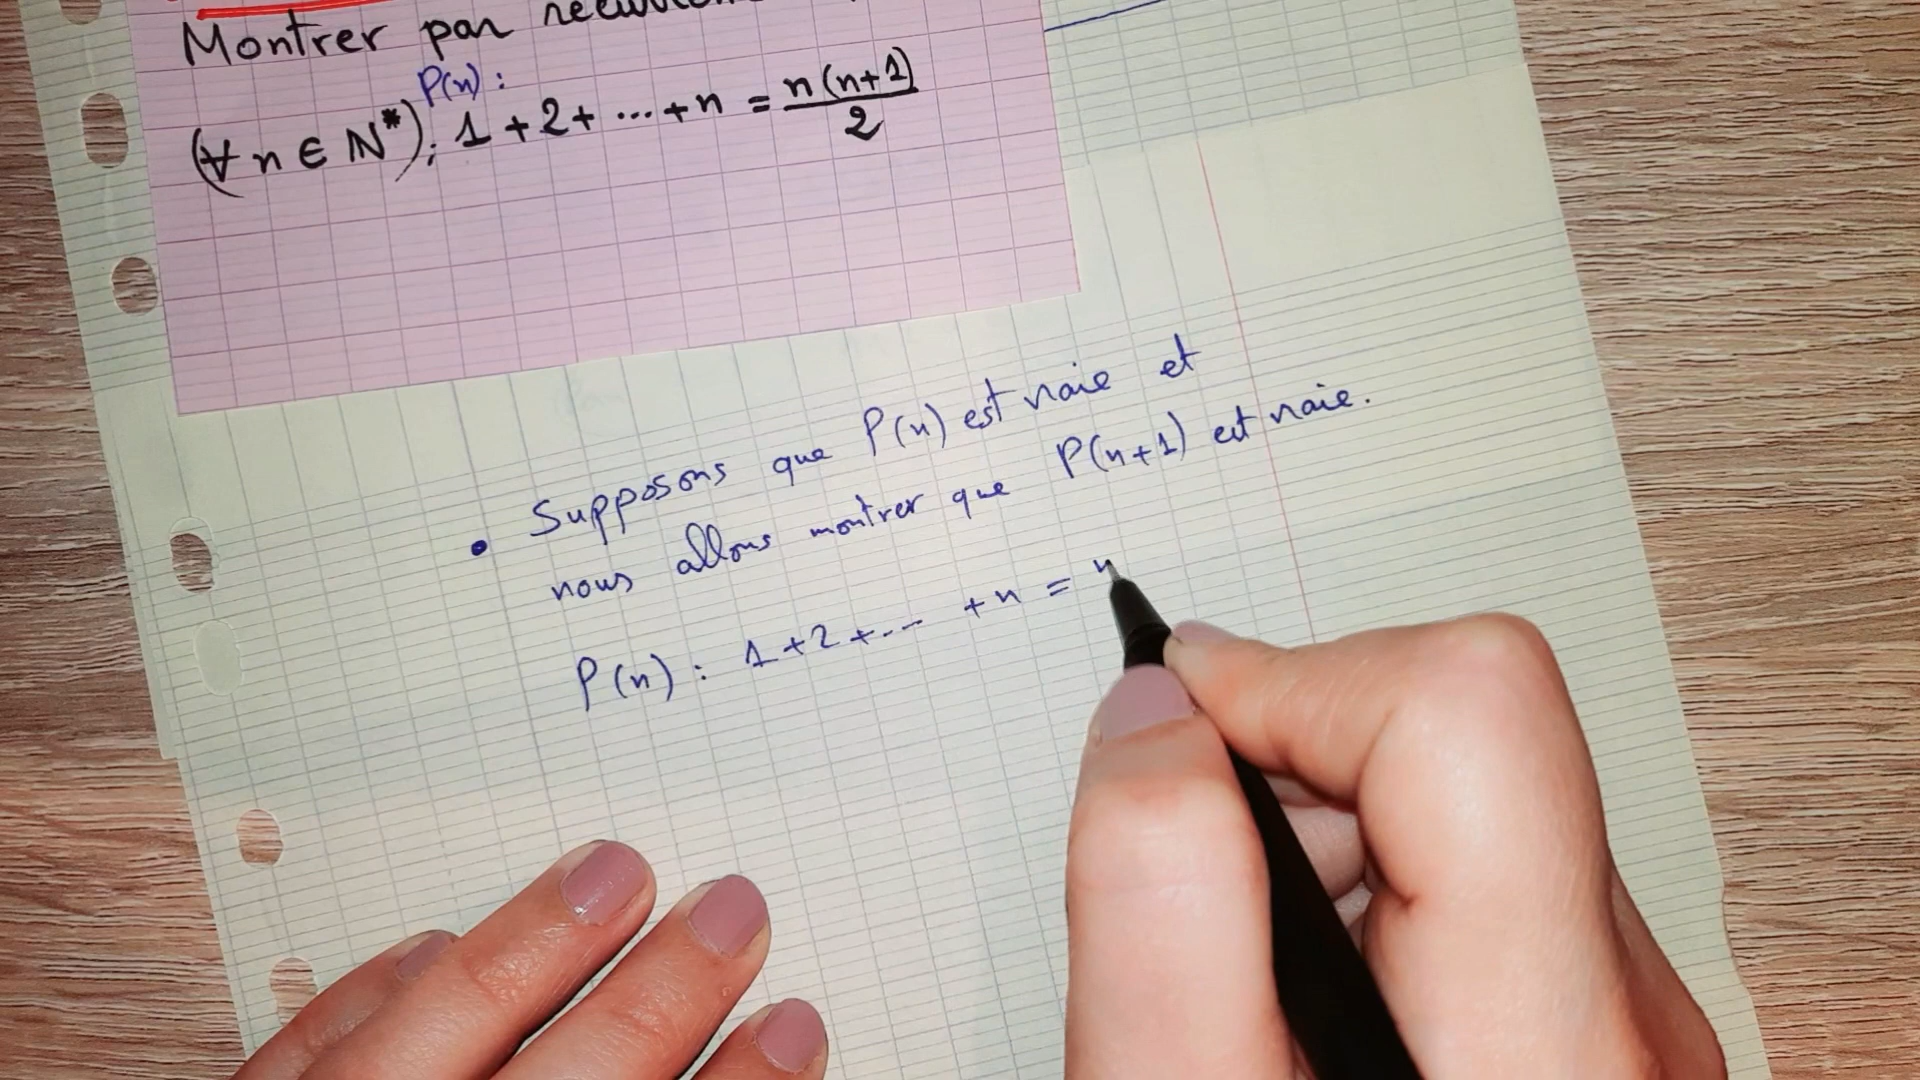 Montrer par
P(n) :
(∀ n ∈ ℕ*); 1 + 2 + ... + n = n(n+1)/2
• Supposons que P(n) est vraie et
nous allons montrer que P(n+1) est vraie.
P(n) : 1 + 2 + ... + n = n